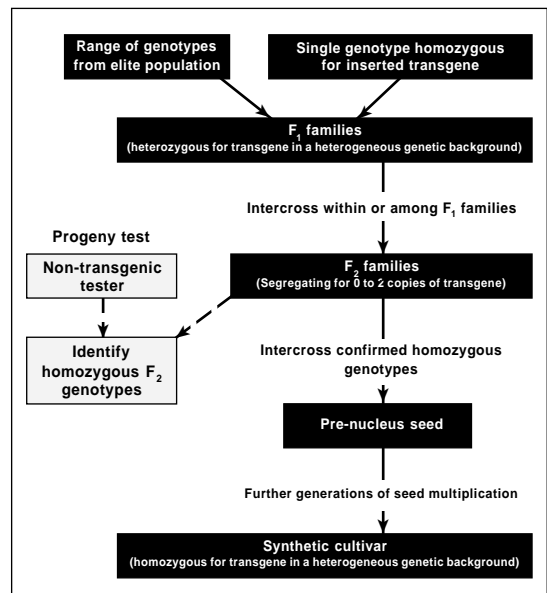 Range of genotypes
from elite population
Single genotype homozygous
for inserted transgene
F1 families
(heterozygous for transgene in a heterogeneous genetic background)
Intercross within or among F1 families
Progeny test
Non-transgenic
tester
F2 families
(Segregating for 0 to 2 copies of transgene)
Identify
homozygous F2
genotypes
Intercross confirmed homozygous
genotypes
Pre-nucleus seed
Further generations of seed multiplication
Synthetic cultivar
(homozygous for transgene in a heterogeneous genetic background)